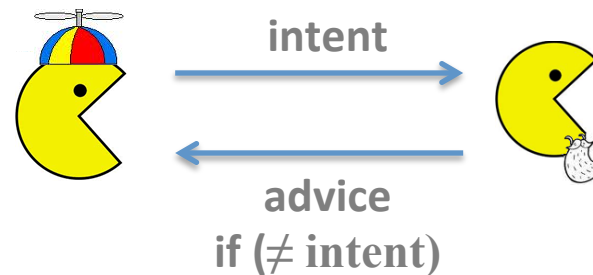 intent
advice
if (≠ intent)